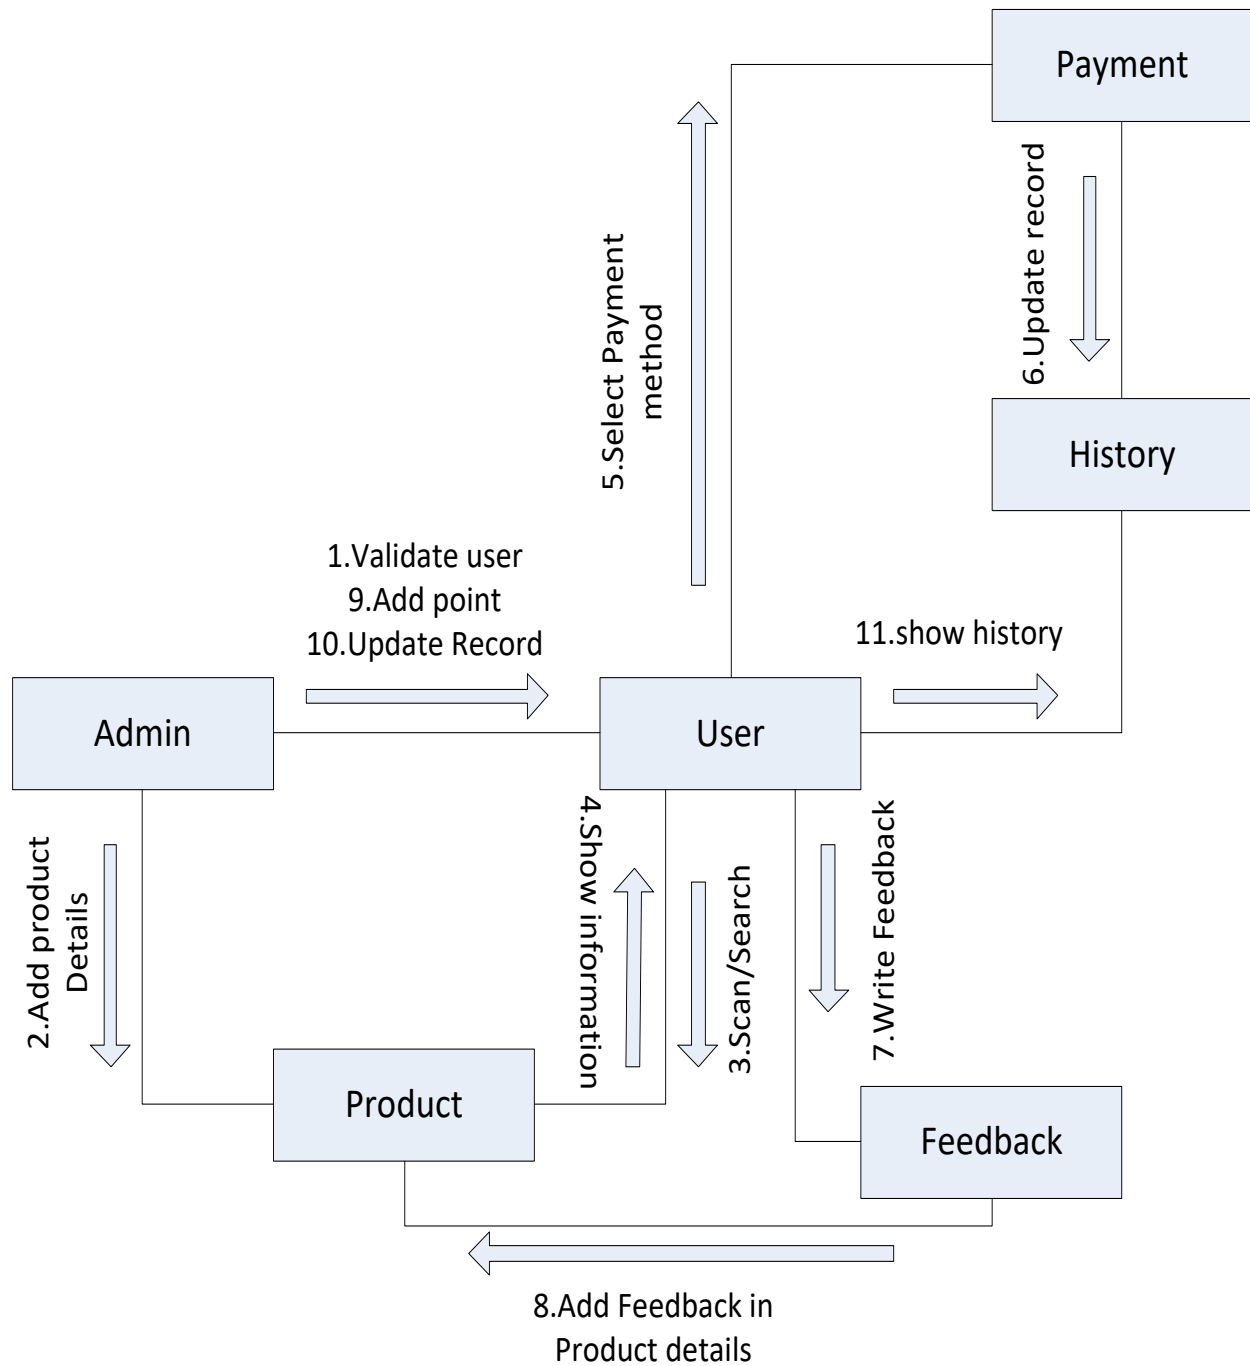 Payment
6.Update record
5.Select Payment
method
History
1.Validate user
9.Add point
10.Update Record
11.show history
Admin
User
2.Add product
Details
4.Show information
3.Scan/Search
7.Write Feedback
Product
Feedback
8.Add Feedback in
Product details